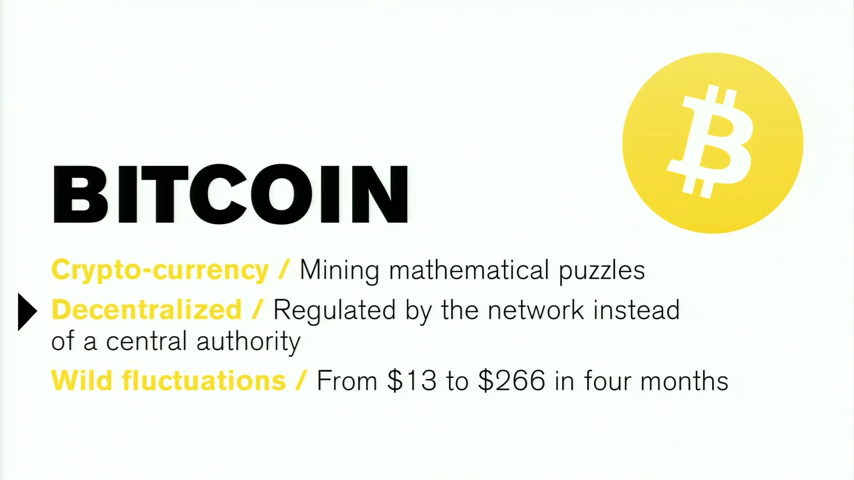 BITCOIN
Crypto-currency / Mining mathematical puzzles
Decentralized / Regulated by the network instead
of a central authority
Wild fluctuations / From $13 to $266 in four months